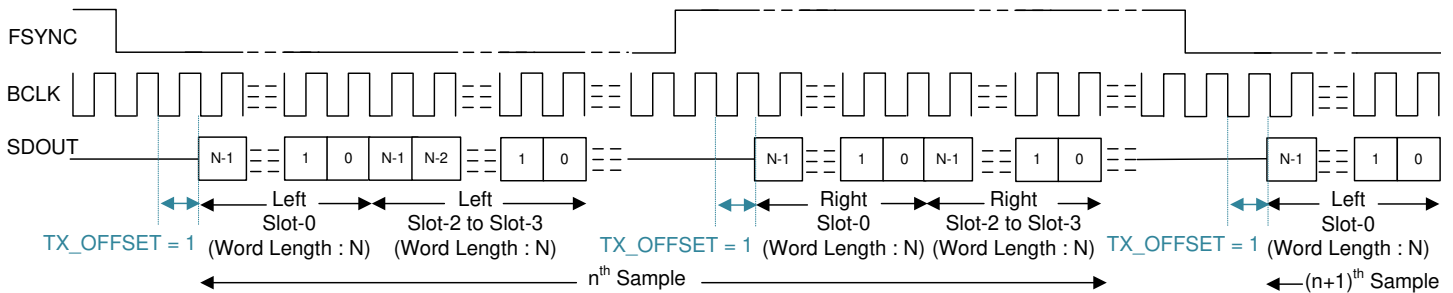 FSYNC
BCLK
SDOUT
N-1 1 0 N-1 N-2 1 0 N-1 1 0 N-1 1 0 N-1 1 0
Left Left Right Right Left
Slot-0 Slot-2 to Slot-3 Slot-0 Slot-2 to Slot-3 Slot-0
TX_OFFSET = 1 (Word Length : N) (Word Length : N) TX_OFFSET = 1 (Word Length : N) (Word Length : N) TX_OFFSET = 1 (Word Length : N)
nth Sample (n+1)th Sample